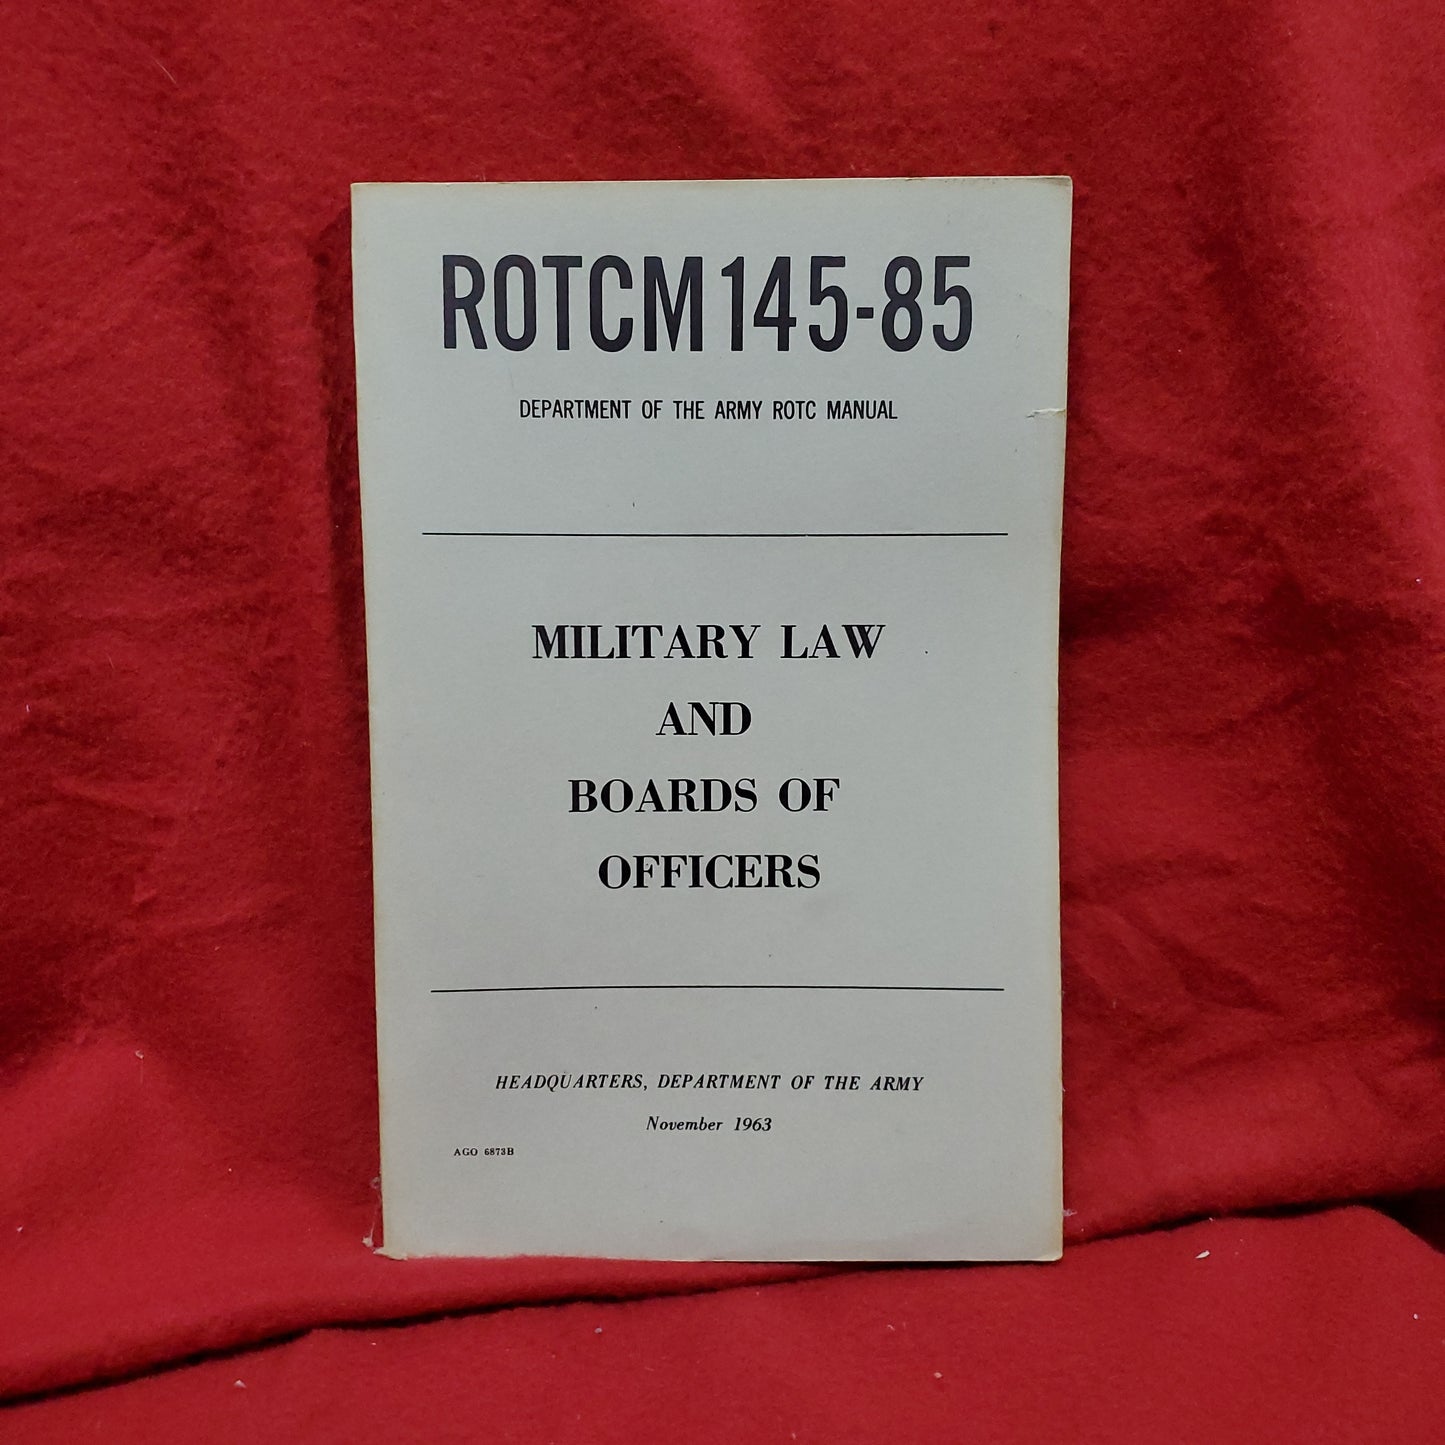 ROTCM 145-85
DEPARTMENT OF THE ARMY ROTC MANUAL
MILITARY LAW
AND
BOARDS OF
OFFICERS
HEADQUARTERS, DEPARTMENT OF THE ARMY
November 1963
AGO 6873B